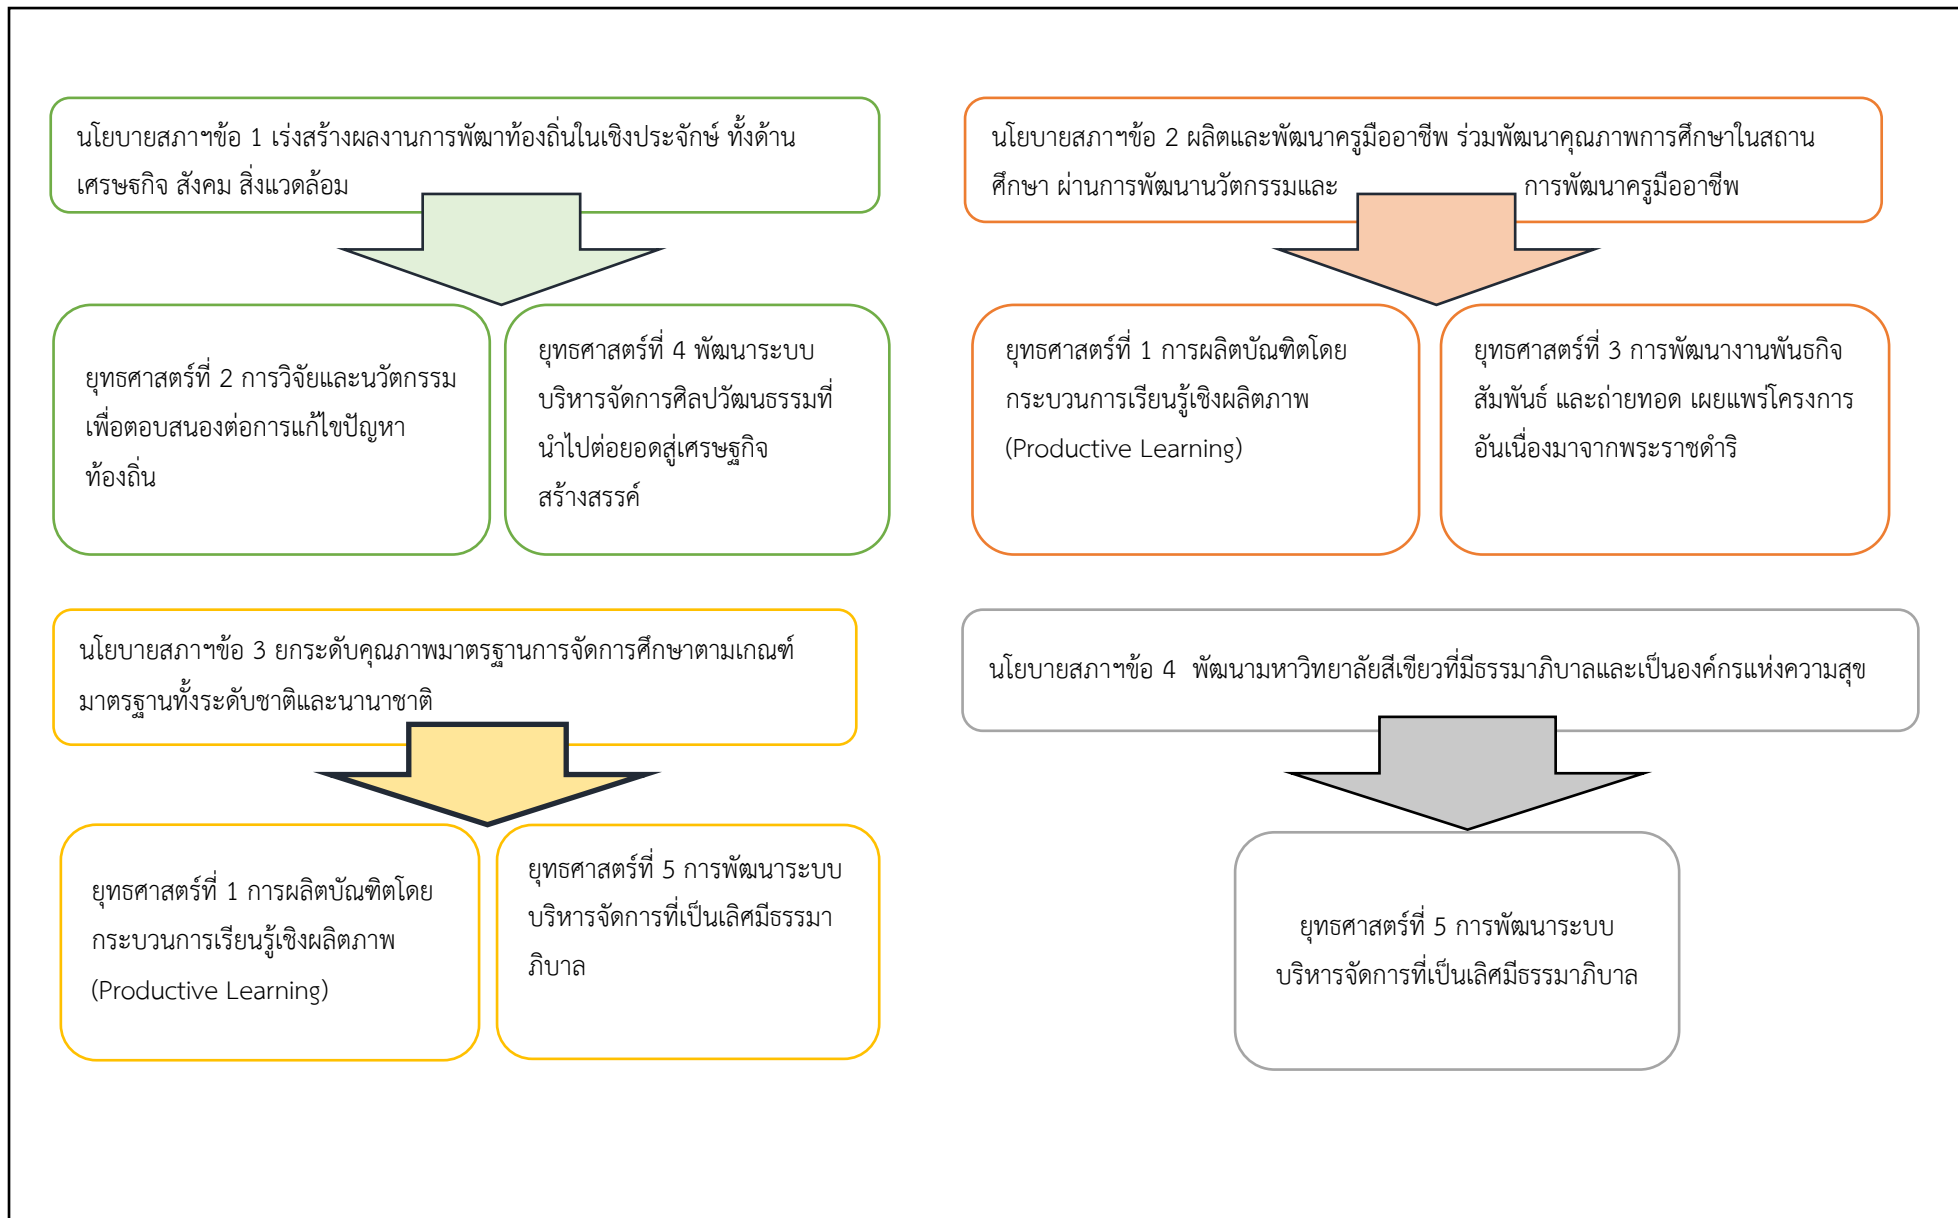 นโยบายสภาฯข้อ 1 เร่งสร้างผลงานการพัฒาท้องถิ่นในเชิงประจักษ์ ทั้งด้าน
เศรษฐกิจ สังคม สิ่งแวดล้อม
ยุทธศาสตร์ที่ 2 การวิจัยและนวัตกรรม
เพื่อตอบสนองต่อการแก้ไขปัญหา
ท้องถิ่น
ยุทธศาสตร์ที่ 4 พัฒนาระบบ
บริหารจัดการศิลปวัฒนธรรมที่
นำไปต่อยอดสู่เศรษฐกิจ
สร้างสรรค์
นโยบายสภาฯข้อ 2 ผลิตและพัฒนาครูมืออาชีพ ร่วมพัฒนาคุณภาพการศึกษาในสถาน
ศึกษา ผ่านการพัฒนานวัตกรรมและ การพัฒนาครูมืออาชีพ
ยุทธศาสตร์ที่ 1 การผลิตบัณฑิตโดย
กระบวนการเรียนรู้เชิงผลิตภาพ
(Productive Learning)
ยุทธศาสตร์ที่ 3 การพัฒนางานพันธกิจ
สัมพันธ์ และถ่ายทอด เผยแพร่โครงการ
อันเนื่องมาจากพระราชดำริ
นโยบายสภาฯข้อ 3 ยกระดับคุณภาพมาตรฐานการจัดการศึกษาตามเกณฑ์
มาตรฐานทั้งระดับชาติและนานาชาติ
ยุทธศาสตร์ที่ 1 การผลิตบัณฑิตโดย
กระบวนการเรียนรู้เชิงผลิตภาพ
(Productive Learning)
ยุทธศาสตร์ที่ 5 การพัฒนาระบบ
บริหารจัดการที่เป็นเลิศมีธรรมา
ภิบาล
นโยบายสภาฯข้อ 4 พัฒนามหาวิทยาลัยสีเขียวที่มีธรรมาภิบาลและเป็นองค์กรแห่งความสุข
ยุทธศาสตร์ที่ 5 การพัฒนาระบบ
บริหารจัดการที่เป็นเลิศมีธรรมาภิบาล